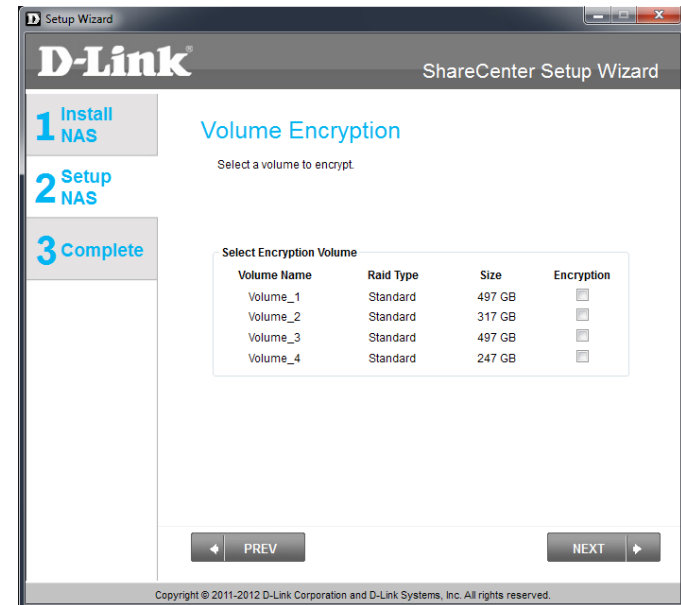 Setup Wizard
D-Link®
ShareCenter Setup Wizard
1 Install NAS
2 Setup NAS
3 Complete
Volume Encryption
Select a volume to encrypt.
Select Encryption Volume
Volume Name Raid Type Size Encryption
Volume_1 Standard 497 GB
Volume_2 Standard 317 GB
Volume_3 Standard 497 GB
Volume_4 Standard 247 GB
PREV
NEXT
Copyright © 2011-2012 D-Link Corporation and D-Link Systems, Inc. All rights reserved.